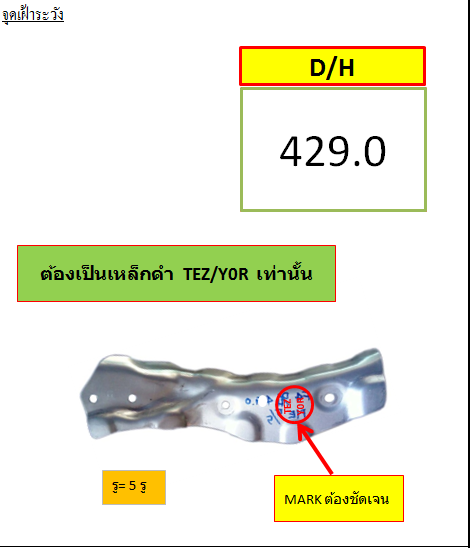 จุดเฝ้าระวัง
D/H
429.0
ต้องเป็นเหล็กดำ TEZ/Y0R เท่านั้น
รู= 5 รู
MARK ต้องชัดเจน